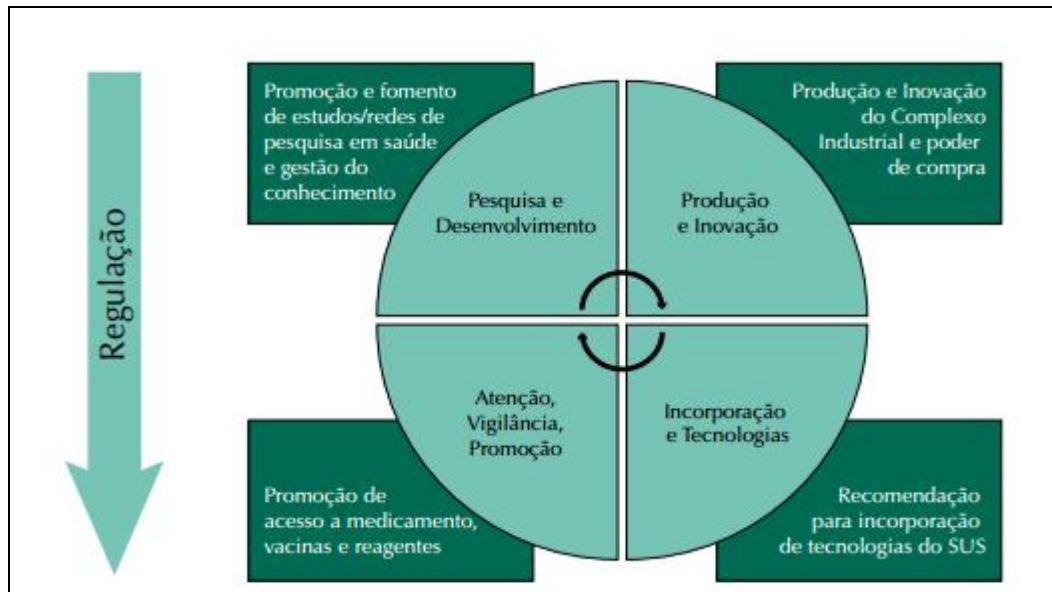 Regulação
Promoção e fomento
de estudos/redes de
pesquisa em saúde
e gestão do
conhecimento
Pesquisa e
Desenvolvimento
Produção
e Inovação
Produção e Inovação
do Complexo
Industrial e poder
de compra
Atenção,
Vigilância,
Promoção
Incorporação
e Tecnologias
Promoção de
acesso a medicamento,
vacinas e reagentes
Recomendação
para incorporação
de tecnologias do SUS